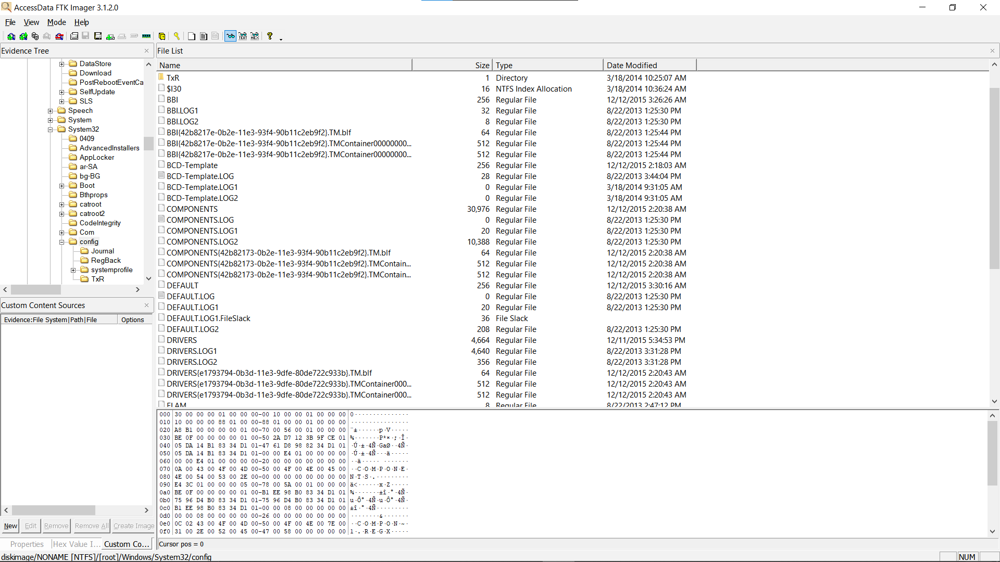 AccessData FTK Imager 3.1.2.0
File View Mode Help
Evidence Tree
DataStore
Download
PostRebootEventCa
SelfUpdate
SLS
Speech
System
System32
0409
AdvancedInstallers
AppLocker
ar-SA
bg-BG
Boot
Bthprops
catroot
catroot2
CodeIntegrity
Com
config
Journal
RegBack
systemprofile
TxR
Custom Content Sources
Evidence:File System|Path|File Options
New Edit Remove Remove All Create Image
Properties Hex Value I... Custom Co...
File List
Name Size Type Date Modified
TxR 1 Directory 3/18/2014 10:25:07 AM
$I30 16 NTFS Index Allocation 3/18/2014 10:36:24 AM
BBI 256 Regular File 12/12/2015 3:26:26 AM
BBI.LOG1 32 Regular File 8/22/2013 1:25:30 PM
BBI.LOG2 8 Regular File 8/22/2013 1:25:30 PM
BBI{42b8217e-0b2e-11e3-93f4-90b11c2eb9f2}.TM.blf 64 Regular File 8/22/2013 1:25:44 PM
BBI{42b8217e-0b2e-11e3-93f4-90b11c2eb9f2}.TMContainer00000000... 512 Regular File 8/22/2013 1:25:44 PM
BBI{42b8217e-0b2e-11e3-93f4-90b11c2eb9f2}.TMContainer00000000... 512 Regular File 8/22/2013 1:25:44 PM
BCD-Template 256 Regular File 12/12/2015 2:18:03 AM
BCD-Template.LOG 28 Regular File 8/22/2013 3:44:04 PM
BCD-Template.LOG1 0 Regular File 3/18/2014 9:31:05 AM
BCD-Template.LOG2 0 Regular File 3/18/2014 9:31:05 AM
COMPONENTS 30,976 Regular File 12/12/2015 2:20:38 AM
COMPONENTS.LOG 0 Regular File 8/22/2013 1:25:30 PM
COMPONENTS.LOG1 20 Regular File 8/22/2013 1:25:30 PM
COMPONENTS.LOG2 10,388 Regular File 8/22/2013 1:25:30 PM
COMPONENTS{42b82173-0b2e-11e3-93f4-90b11c2eb9f2}.TM.blf 64 Regular File 12/12/2015 2:20:38 AM
COMPONENTS{42b82173-0b2e-11e3-93f4-90b11c2eb9f2}.TMContain... 512 Regular File 12/12/2015 2:20:38 AM
COMPONENTS{42b82173-0b2e-11e3-93f4-90b11c2eb9f2}.TMContain... 512 Regular File 12/12/2015 2:20:38 AM
DEFAULT 256 Regular File 12/12/2015 3:30:16 AM
DEFAULT.LOG 0 Regular File 8/22/2013 1:25:30 PM
DEFAULT.LOG1 20 Regular File 8/22/2013 1:25:30 PM
DEFAULT.LOG1.FileSlack 36 File Slack
DEFAULT.LOG2 208 Regular File 8/22/2013 1:25:30 PM
DRIVERS 4,664 Regular File 12/11/2015 5:34:53 PM
DRIVERS.LOG1 4,640 Regular File 8/22/2013 3:31:28 PM
DRIVERS.LOG2 356 Regular File 8/22/2013 3:31:28 PM
DRIVERS{e1793794-0b3d-11e3-9dfe-80de722c933b}.TM.blf 64 Regular File 12/12/2015 2:20:43 AM
DRIVERS{e1793794-0b3d-11e3-9dfe-80de722c933b}.TMContainer000... 512 Regular File 12/12/2015 2:20:43 AM
DRIVERS{e1793794-0b3d-11e3-9dfe-80de722c933b}.TMContainer000... 512 Regular File 12/12/2015 2:20:43 AM
ELAM 8 Regular File 8/22/2013 2:47:12 PM
000 30 00 00 00 01 00 00 00-00 10 00 00 01 00 00 00 0···············
010 10 00 00 00 88 01 00 00-88 01 00 00 01 00 00 00 ················
020 A8 B1 00 00 00 00 01 00-70 00 56 00 01 00 00 00 ¨±······p·V·····
030 BE 0F 00 00 00 00 01 00-50 2A D7 12 3B 9F CE 01 ¾·······P*×·;·Î·
040 05 DA 14 B1 83 34 D1 01-47 61 D8 98 82 34 D1 01 ·Ú·±·4Ñ·GaØ··4Ñ·
050 05 DA 14 B1 83 34 D1 01-00 00 E4 01 00 00 00 00 ·Ú·±·4Ñ···ä·····
060 00 00 E4 01 00 00 00 00-20 00 00 00 00 00 00 00 ··ä····· ·······
070 0A 00 43 00 4F 00 4D 00-50 00 4F 00 4E 00 45 00 ··C·O·M·P·O·N·E·
080 4E 00 54 00 53 00 2E 00-00 00 00 00 00 00 00 00 N·T·S·.·········
090 E4 3C 01 00 00 00 05 00-78 00 5A 00 01 00 00 00 ä<······x·Z·····
0a0 BE 0F 00 00 00 00 01 00-B1 EE 98 B0 83 34 D1 01 ¾·······±î·°·4Ñ·
0b0 75 96 D4 B0 83 34 D1 01-75 96 D4 B0 83 34 D1 01 u·Ô°·4Ñ·u·Ô°·4Ñ·
0c0 B1 EE 98 B0 83 34 D1 01-00 00 08 00 00 00 00 00 ±î·°·4Ñ·········
0d0 00 00 08 00 00 00 00 00-26 00 00 00 00 00 00 00 ········&·······
0e0 0C 02 43 00 4F 00 4D 00-50 00 4F 00 4E 00 7E 00 ··C·O·M·P·O·N·~·
0f0 31 00 2E 00 52 00 45 00-47 00 58 00 00 00 00 00 1·.·R·E·G·X·····
Cursor pos = 0
diskimage/NONAME [NTFS]/[root]/Windows/System32/config NUM